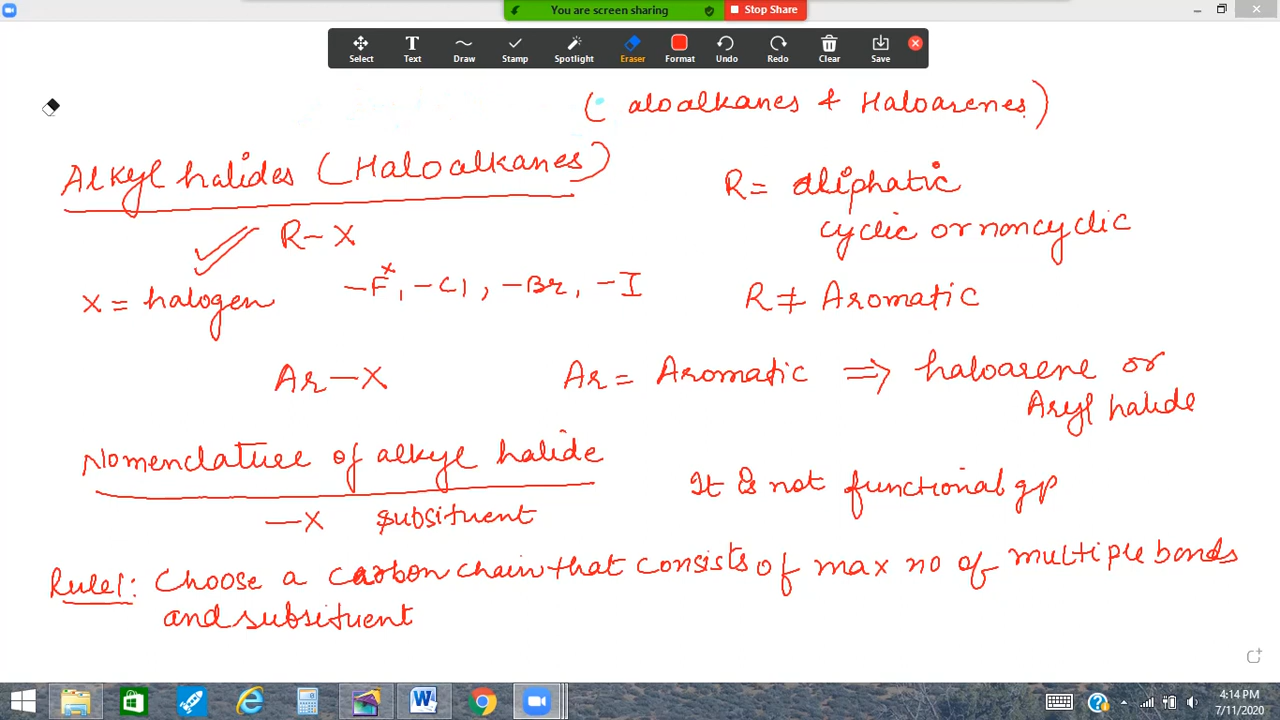 You are screen sharing
Stop Share
Select
Text
Draw
Stamp
Spotlight
Eraser
Format
Undo
Redo
Clear
Save
( aloalkanes & Haloarenes)
Alkyl halides (Haloalkanes)
R = aliphatic
cyclic or noncyclic
R-X
X = halogen
-F, -Cl, -Br, -I
x
R ≠ Aromatic
Ar-X
Ar = Aromatic ⇒ haloarene or
Aryl halide
Nomenclature of alkyl halide
-X subsituent
It is not functional gp
Rule1: Choose a carbon chain that consists of max no of multiple bonds
and subsituent
4:14 PM
7/11/2020